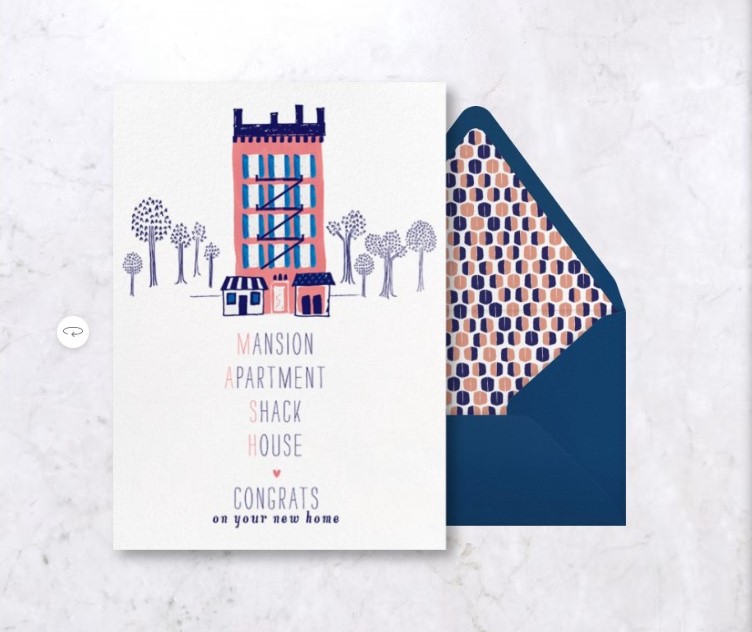 MANSION
APARTMENT
SHACK
HOUSE
CONGRATS
on your new home